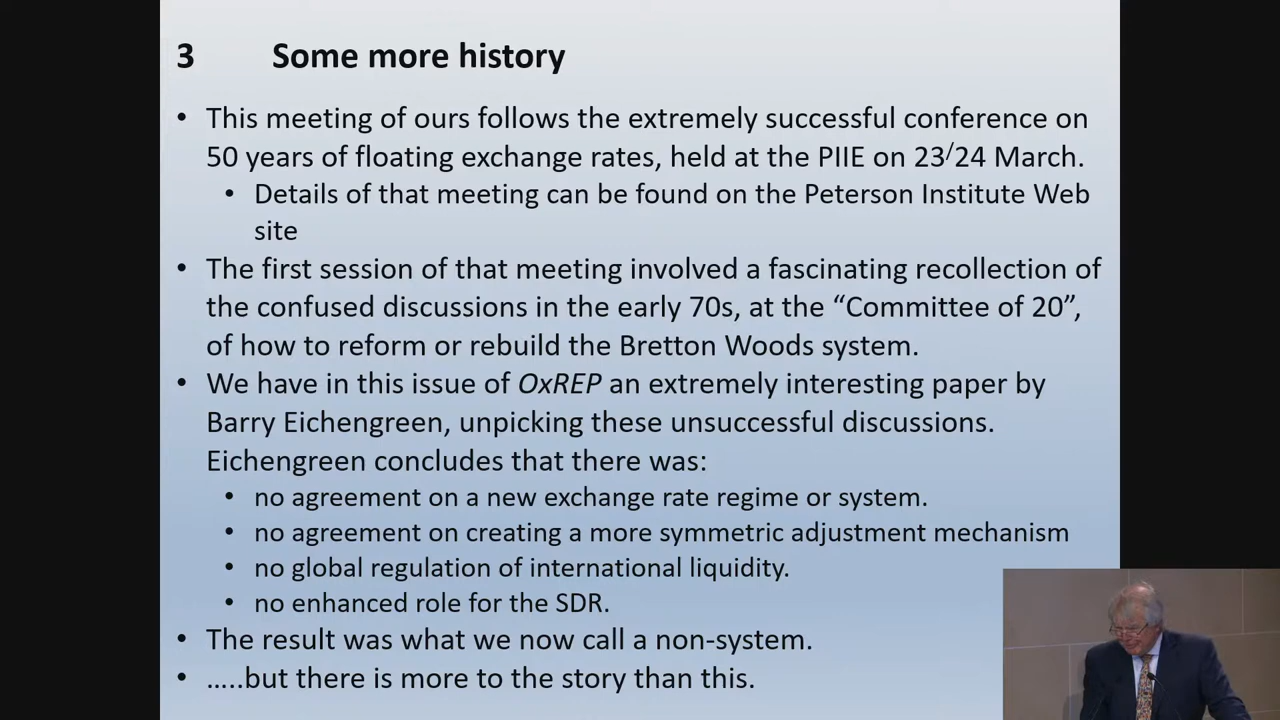 3 Some more history
• This meeting of ours follows the extremely successful conference on
50 years of floating exchange rates, held at the PIIE on 23/24 March.
• Details of that meeting can be found on the Peterson Institute Web
site
• The first session of that meeting involved a fascinating recollection of
the confused discussions in the early 70s, at the “Committee of 20”,
of how to reform or rebuild the Bretton Woods system.
• We have in this issue of OxREP an extremely interesting paper by
Barry Eichengreen, unpicking these unsuccessful discussions.
Eichengreen concludes that there was:
• no agreement on a new exchange rate regime or system.
• no agreement on creating a more symmetric adjustment mechanism
• no global regulation of international liquidity.
• no enhanced role for the SDR.
• The result was what we now call a non-system.
• …..but there is more to the story than this.